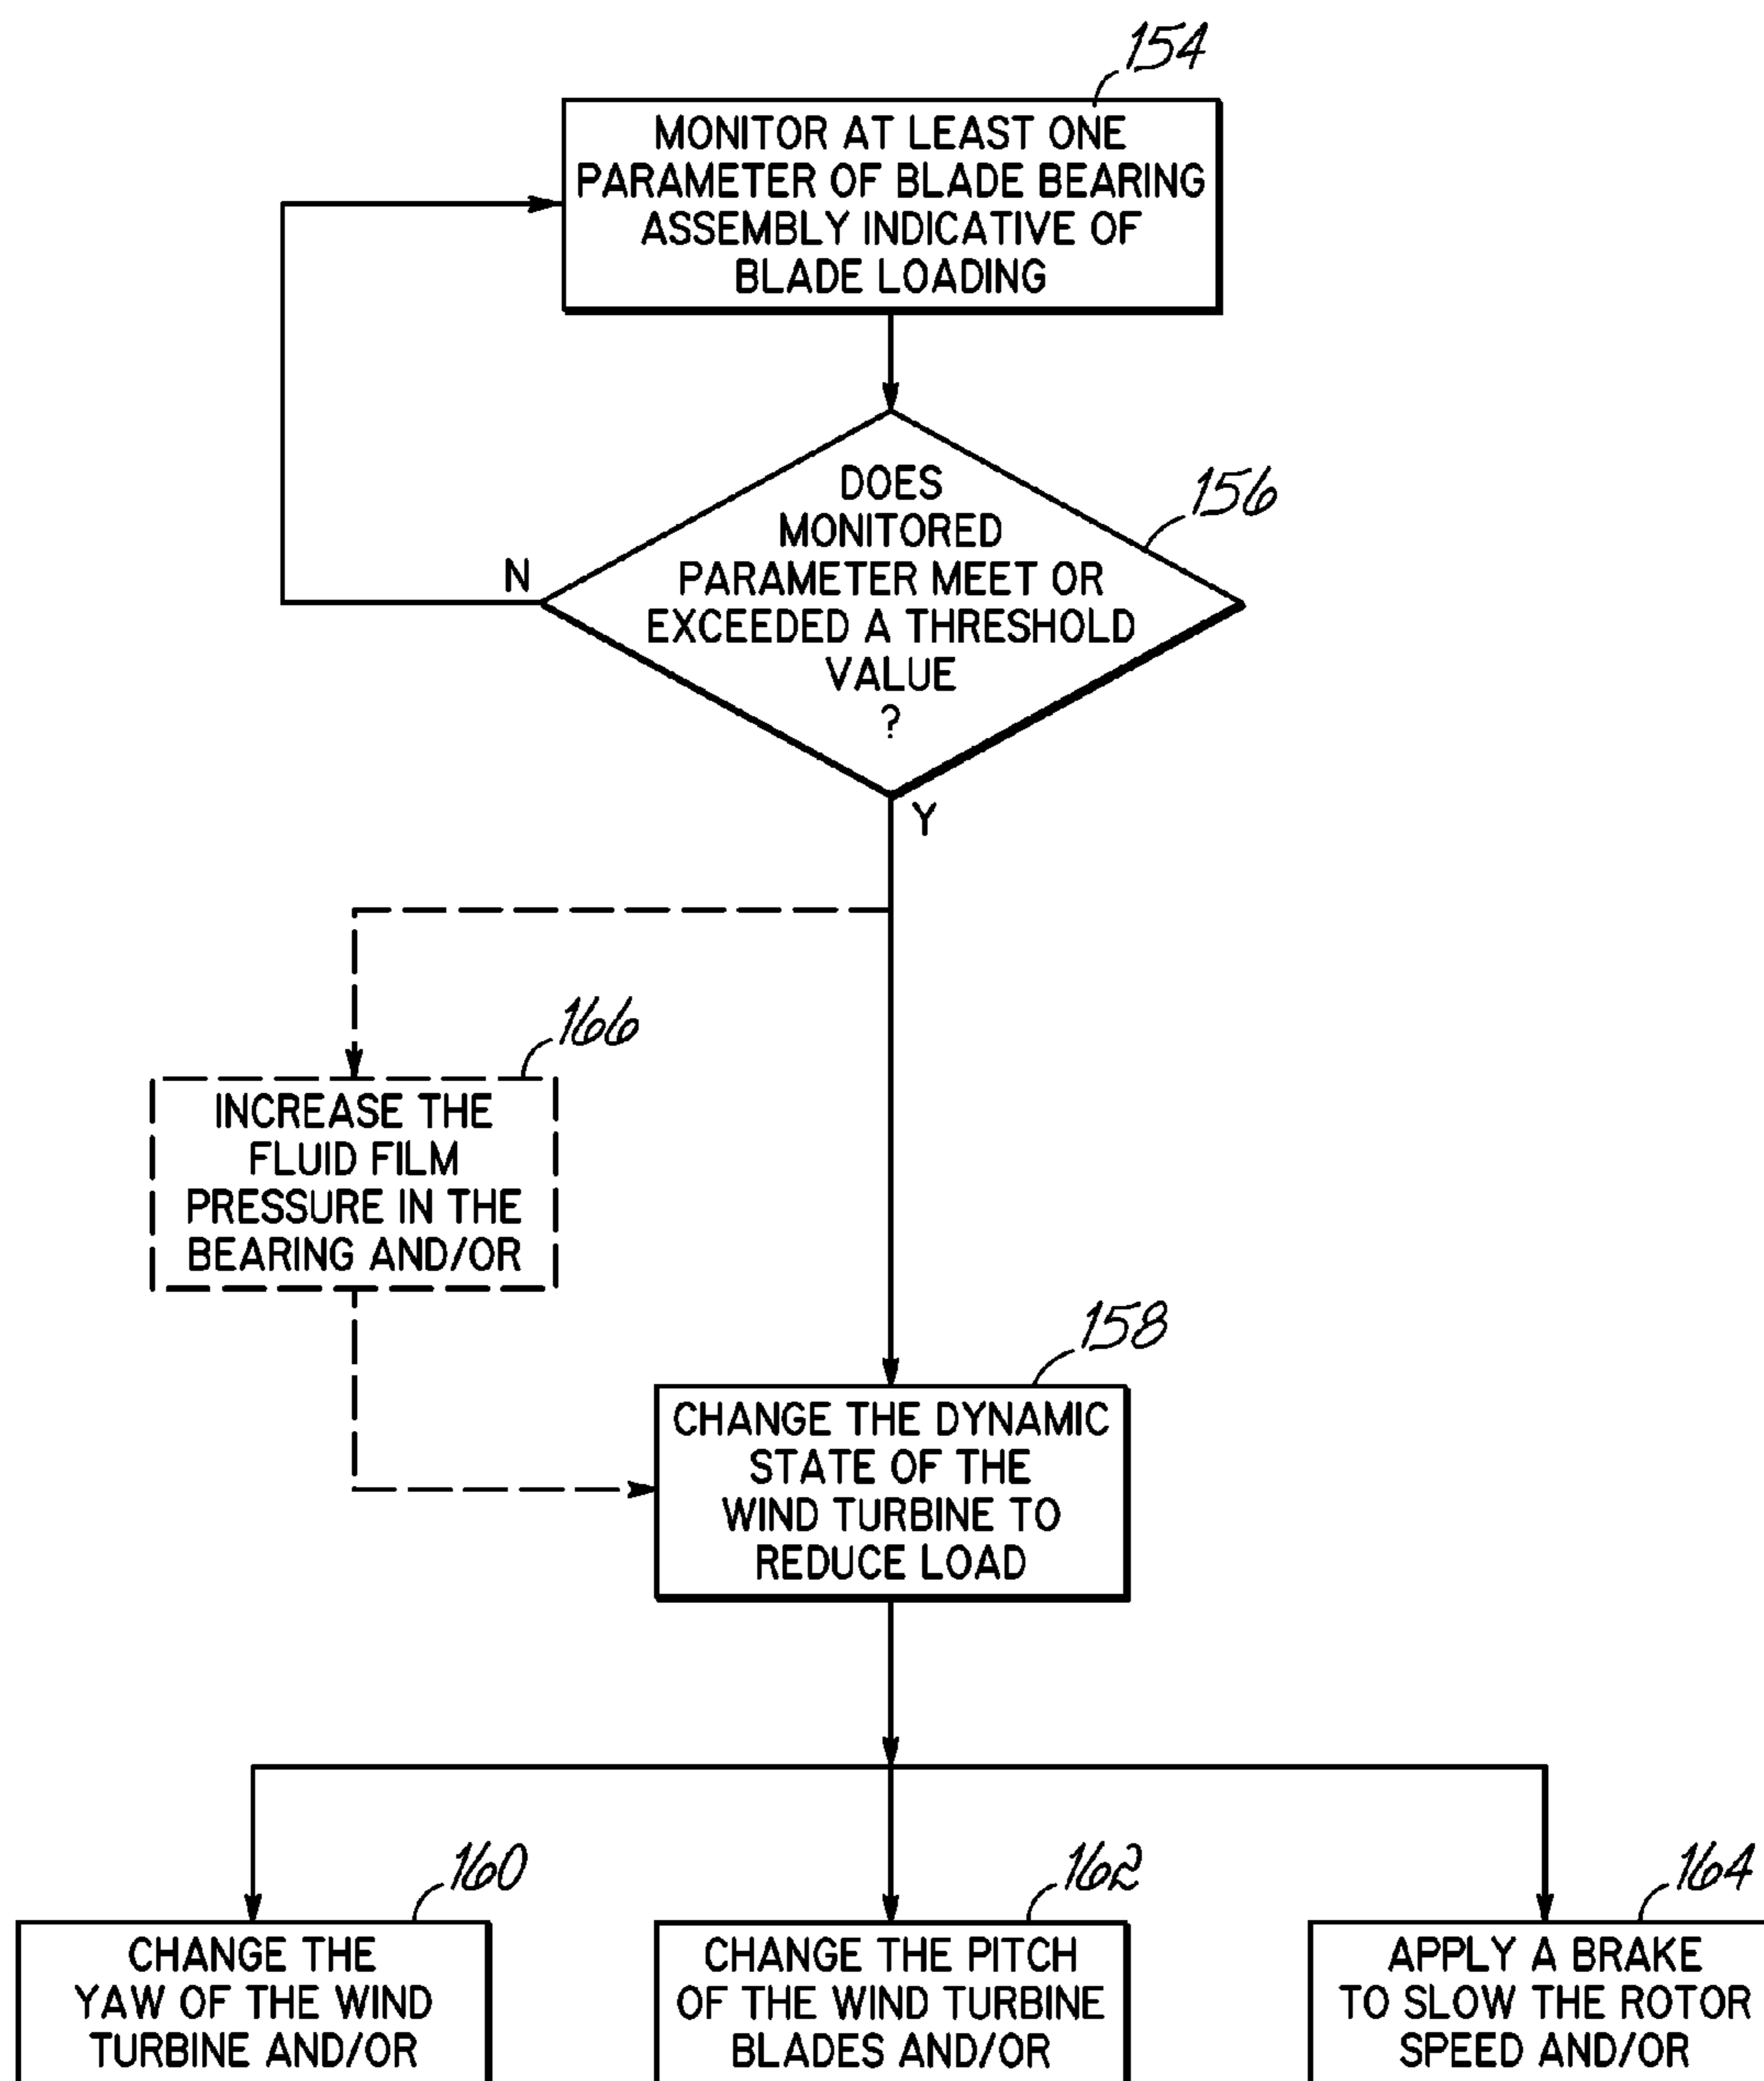 154
MONITOR AT LEAST ONE
PARAMETER OF BLADE BEARING
ASSEMBLY INDICATIVE OF
BLADE LOADING
156
DOES
MONITORED
PARAMETER MEET OR
EXCEEDED A THRESHOLD
VALUE
?
N
Y
166
INCREASE THE
FLUID FILM
PRESSURE IN THE
BEARING AND/OR
158
CHANGE THE DYNAMIC
STATE OF THE
WIND TURBINE TO
REDUCE LOAD
160
CHANGE THE
YAW OF THE WIND
TURBINE AND/OR
162
CHANGE THE PITCH
OF THE WIND TURBINE
BLADES AND/OR
164
APPLY A BRAKE
TO SLOW THE ROTOR
SPEED AND/OR